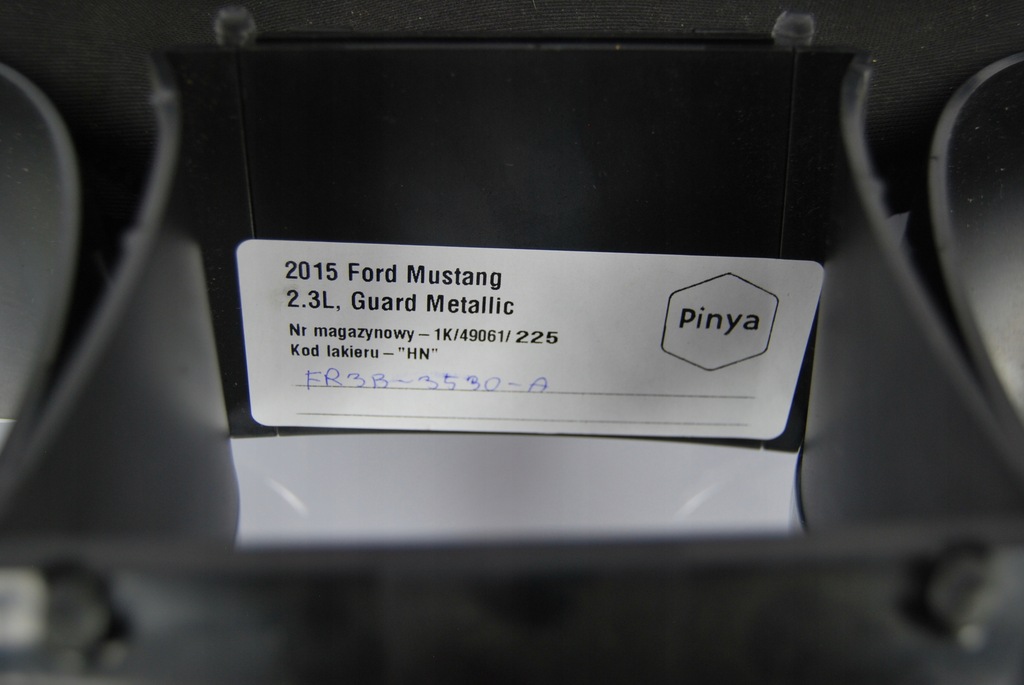 2015 Ford Mustang
2.3L, Guard Metallic
Nr magazynowy – 1K/49061/ 225
Kod lakieru – "HN"
FR3B-3530-A
Pinya